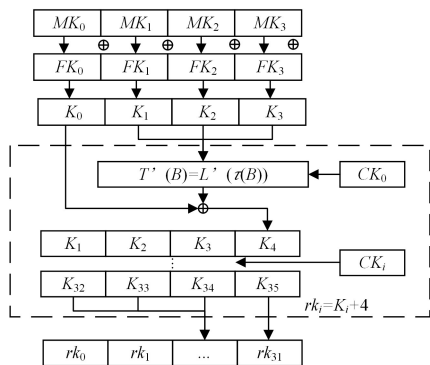 MK₀ MK₁ MK₂ MK₃
⊕ ⊕ ⊕ ⊕
FK₀ FK₁ FK₂ FK₃
K₀ K₁ K₂ K₃
T’(B)=L’(τ(B)) CK₀
⊕
K₁ K₂ K₃ K₄
⋮ CKᵢ
K₃₂ K₃₃ K₃₄ K₃₅
rkᵢ=Kᵢ+4
rk₀ rk₁ ... rk₃₁